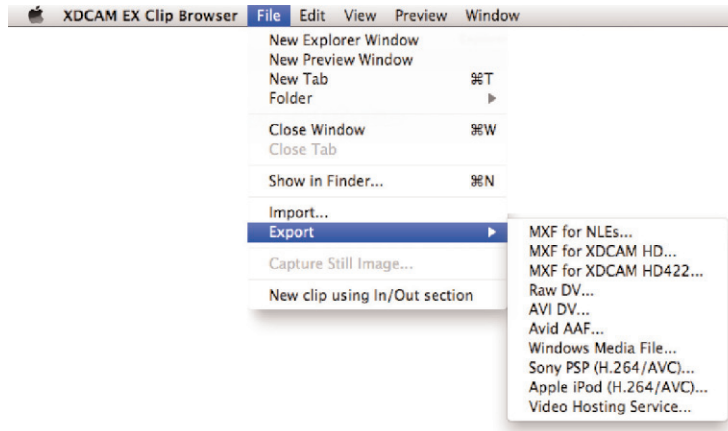 XDCAM EX Clip Browser File Edit View Preview Window
New Explorer Window
New Preview Window
New Tab ⌘T
Folder ▶
Close Window ⌘W
Close Tab
Show in Finder... ⌘N
Import...
Export ▶
Capture Still Image...
New clip using In/Out section
MXF for NLEs...
MXF for XDCAM HD...
MXF for XDCAM HD422...
Raw DV...
AVI DV...
Avid AAF...
Windows Media File...
Sony PSP (H.264/AVC)...
Apple iPod (H.264/AVC)...
Video Hosting Service...